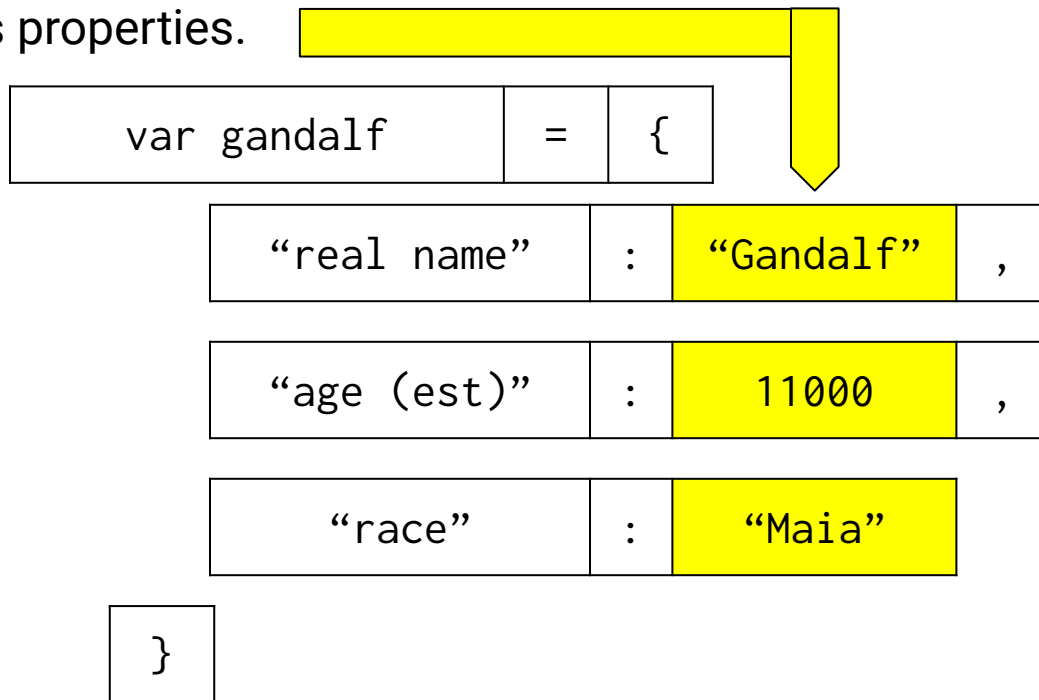 s properties.
var gandalf = {
“real name” : “Gandalf” ,
“age (est)” : 11000 ,
“race” : “Maia”
}